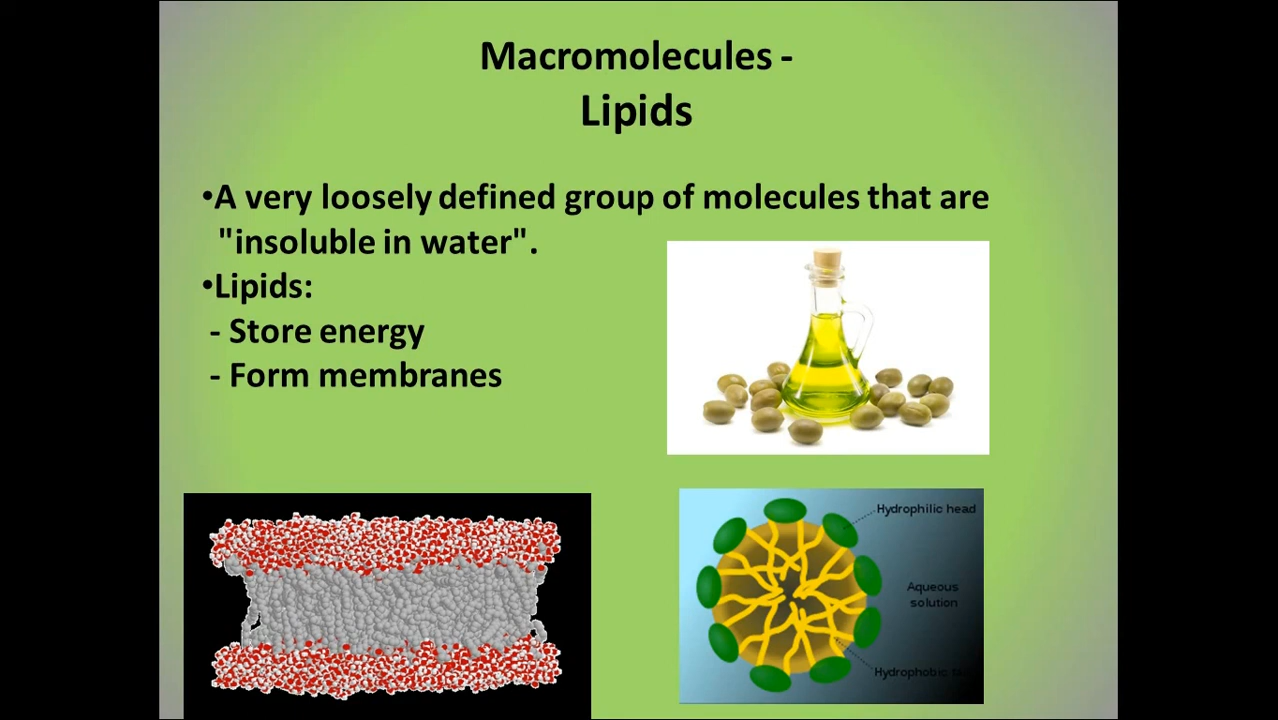 Macromolecules -
Lipids
•A very loosely defined group of molecules that are
"insoluble in water".
•Lipids:
- Store energy
- Form membranes
Hydrophilic head
Aqueous
solution
Hydrophobic